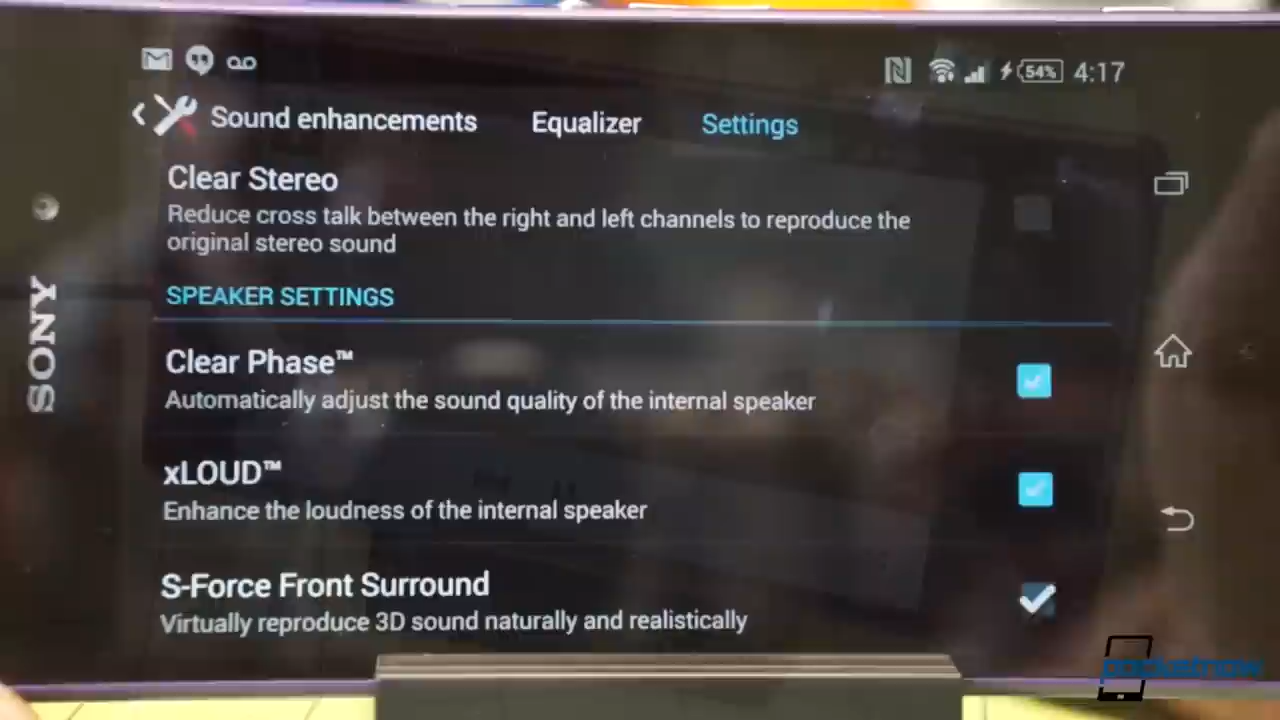 54% 4:17
Sound enhancements Equalizer Settings
Clear Stereo
Reduce cross talk between the right and left channels to reproduce the
original stereo sound
SPEAKER SETTINGS
Clear Phase™
Automatically adjust the sound quality of the internal speaker
xLOUD™
Enhance the loudness of the internal speaker
S-Force Front Surround
Virtually reproduce 3D sound naturally and realistically
SONY
pocketnow